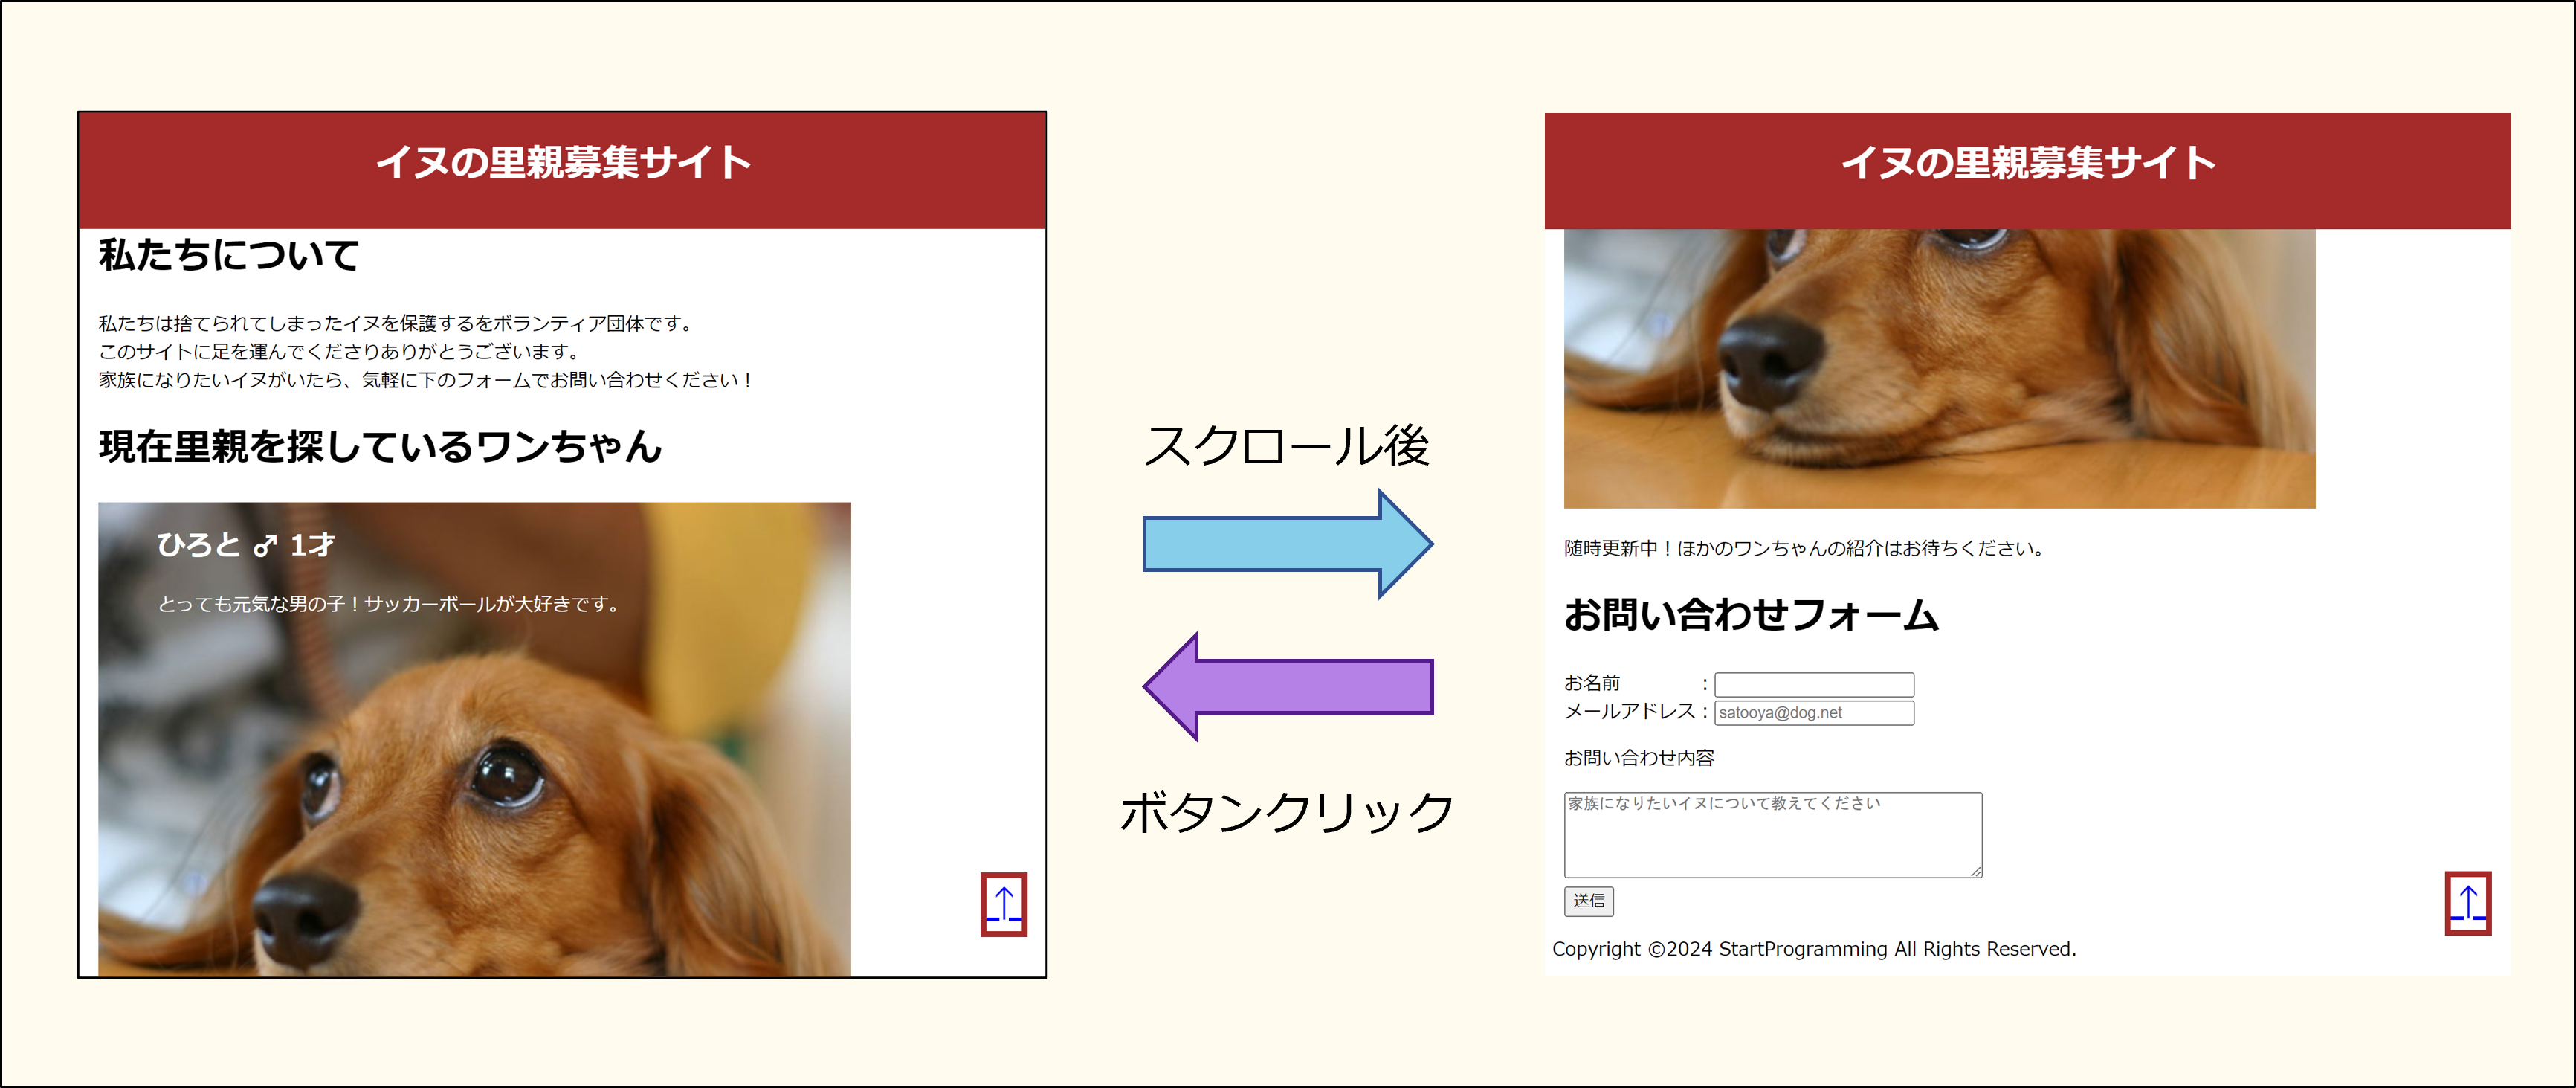 イヌの里親募集サイト
私たちについて
私たちは捨てられてしまったイヌを保護するをボランティア団体です。
このサイトに足を運んでくださりありがとうございます。
家族になりたいイヌがいたら、気軽に下のフォームでお問い合わせください！
現在里親を探しているワンちゃん
ひろと ♂ 1才
とっても元気な男の子！サッカーボールが大好きです。
↑
スクロール後
ボタンクリック
イヌの里親募集サイト
随時更新中！ほかのワンちゃんの紹介はお待ちください。
お問い合わせフォーム
お名前　　　　：
メールアドレス： satooya@dog.net
お問い合わせ内容
家族になりたいイヌについて教えてください
送信
↑
Copyright ©2024 StartProgramming All Rights Reserved.